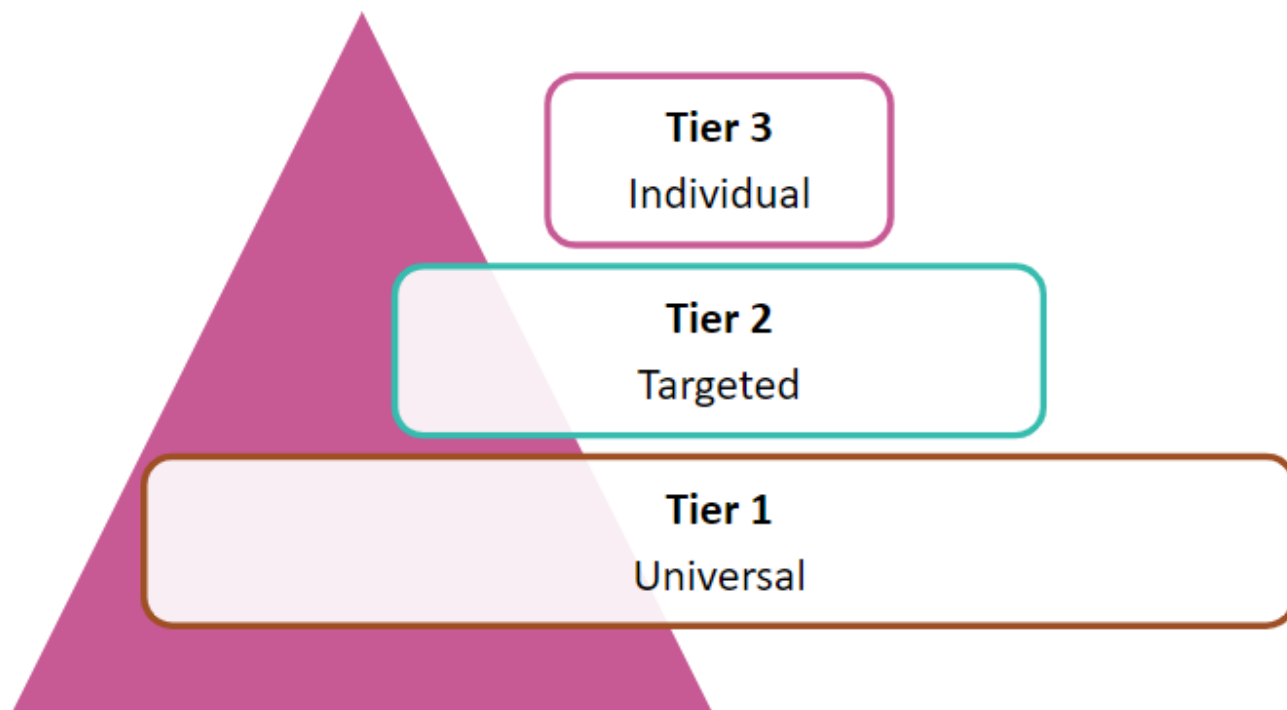 Tier 3
Individual
Tier 2
Targeted
Tier 1
Universal